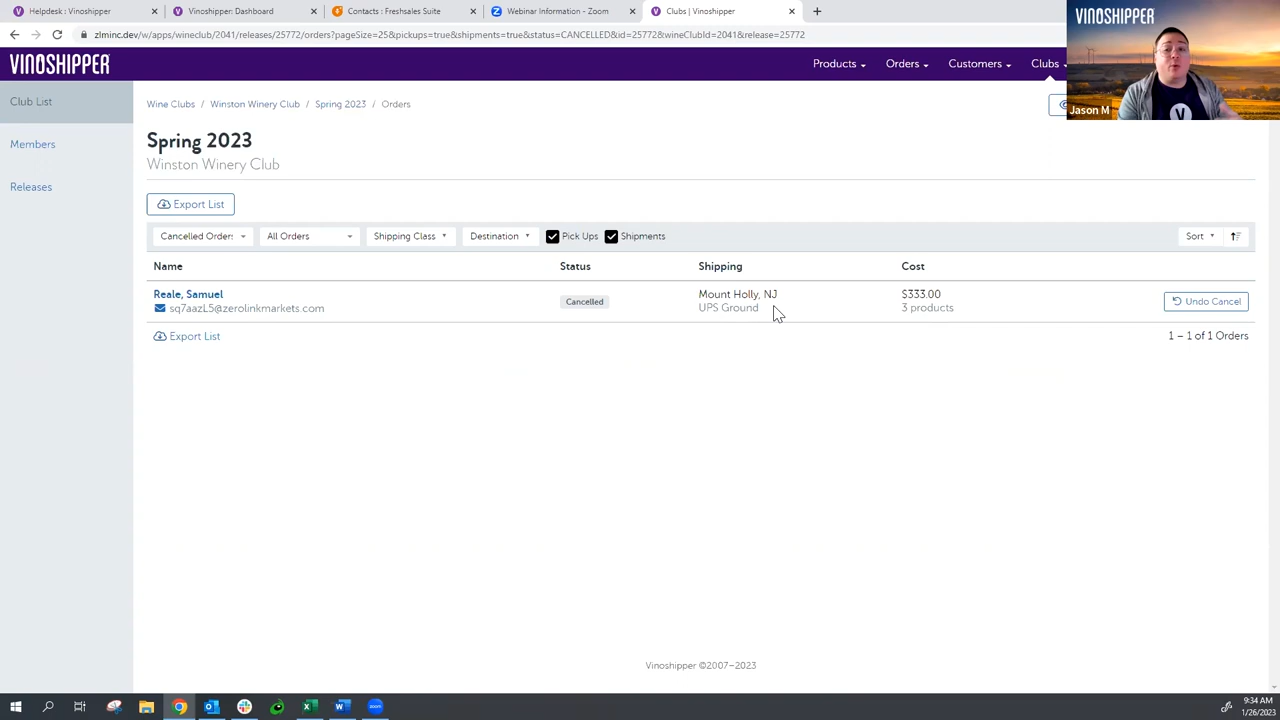 Helpdesk : Vinoshipper
Vinoshipper: Dashboard
Contacts : Freshsales Suite
Webinar Information - Zoom
Clubs | Vinoshipper
zlminc.dev/w/apps/wineclub/2041/releases/25772/orders?pageSize=25&pickups=true&shipments=true&status=CANCELLED&id=25772&wineClubId=2041&release=25772
VINOSHIPPER
Products
Orders
Customers
Clubs
VINOSHIPPER
V
Jason M
Club List
Members
Releases
Wine Clubs / Winston Winery Club / Spring 2023 / Orders
Spring 2023
Winston Winery Club
Export List
Cancelled Orders
All Orders
Shipping Class
Destination
Pick Ups
Shipments
Sort
Name
Status
Shipping
Cost
Reale, Samuel
sq7aazL5@zerolinkmarkets.com
Cancelled
Mount Holly, NJ
UPS Ground
$333.00
3 products
Undo Cancel
Export List
1 – 1 of 1 Orders
Vinoshipper ©2007–2023
9:34 AM
1/26/2023